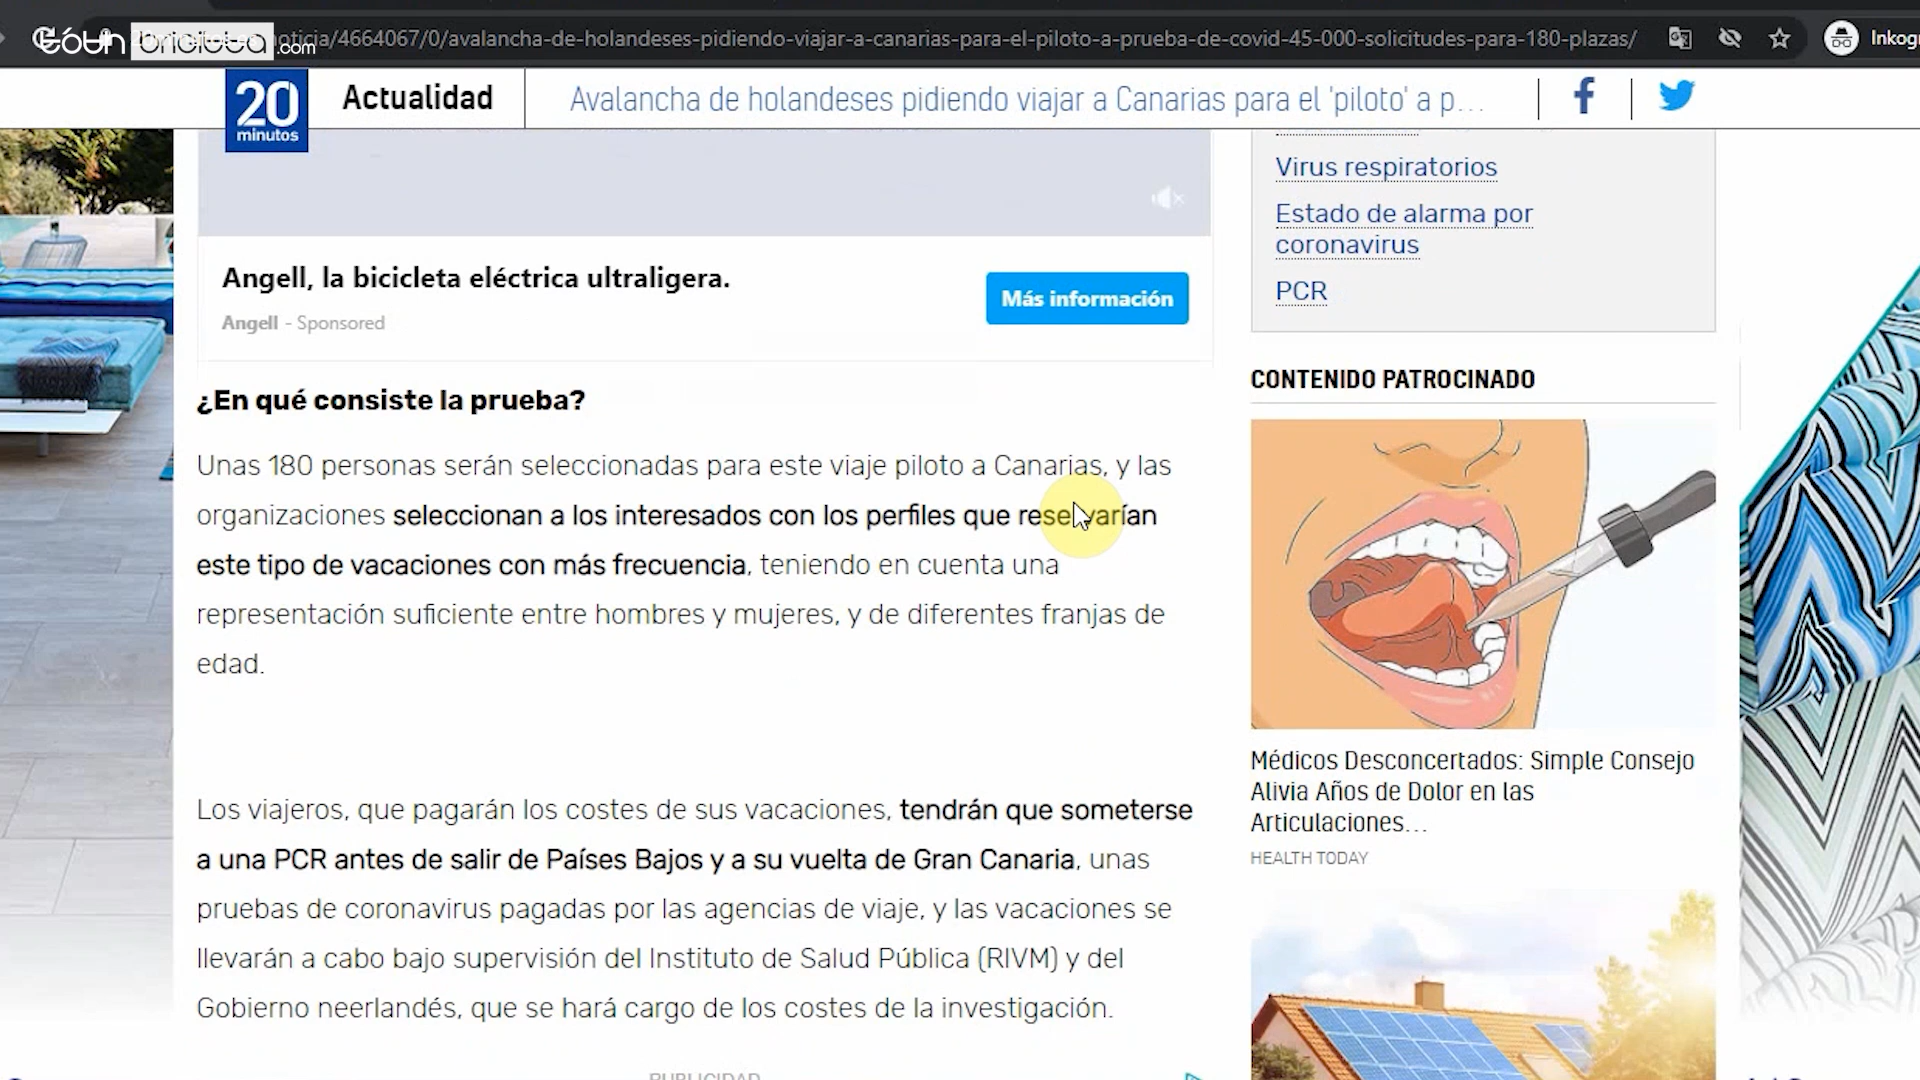 noticia/4664067/0/avalancha-de-holandeses-pidiendo-viajar-a-canarias-para-el-piloto-a-prueba-de-covid-45-000-solicitudes-para-180-plazas/
Inkog
.com
20 minutos
Actualidad
Avalancha de holandeses pidiendo viajar a Canarias para el 'piloto' a p...
Angell, la bicicleta eléctrica ultraligera.
Angell - Sponsored
Más información
¿En qué consiste la prueba?
Unas 180 personas serán seleccionadas para este viaje piloto a Canarias, y las
organizaciones seleccionan a los interesados con los perfiles que reservarían
este tipo de vacaciones con más frecuencia, teniendo en cuenta una
representación suficiente entre hombres y mujeres, y de diferentes franjas de
edad.
Los viajeros, que pagarán los costes de sus vacaciones, tendrán que someterse
a una PCR antes de salir de Países Bajos y a su vuelta de Gran Canaria, unas
pruebas de coronavirus pagadas por las agencias de viaje, y las vacaciones se
llevarán a cabo bajo supervisión del Instituto de Salud Pública (RIVM) y del
Gobierno neerlandés, que se hará cargo de los costes de la investigación.
PUBLICIDAD
Virus respiratorios
Estado de alarma por
coronavirus
PCR
CONTENIDO PATROCINADO
Médicos Desconcertados: Simple Consejo
Alivia Años de Dolor en las
Articulaciones...
HEALTH TODAY